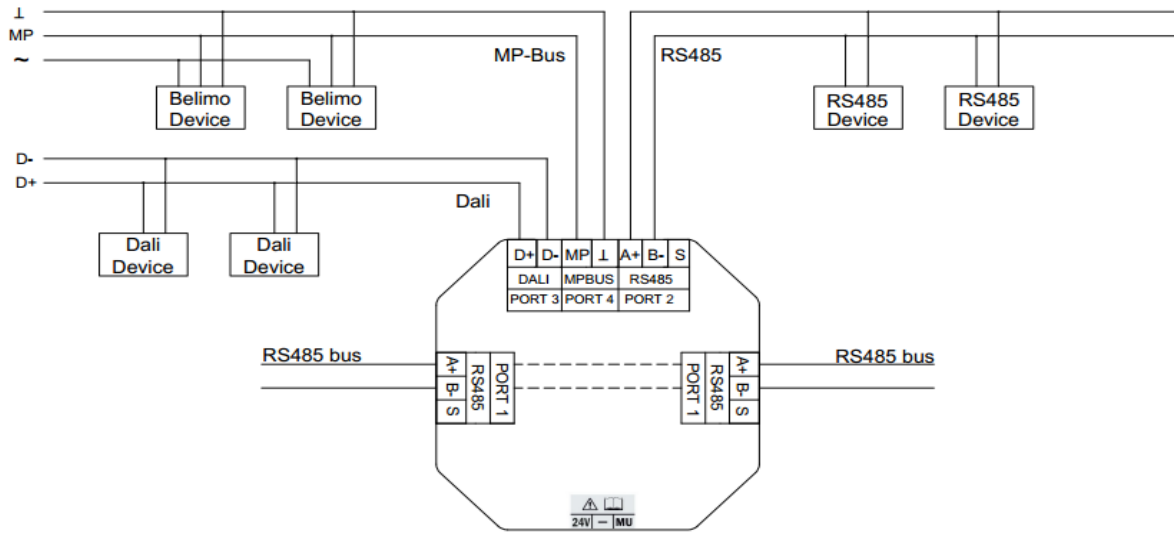 ⊥
MP
~
MP-Bus RS485
Belimo Device
Belimo Device
RS485 Device
RS485 Device
D-
D+
Dali
Dali Device
Dali Device
D+ D- MP ⊥ A+ B- S
DALI MPBUS RS485
PORT 3 PORT 4 PORT 2
RS485 bus
A+ B- S
RS485
PORT 1
PORT 1
RS485
A+ B- S
RS485 bus
24V — MU